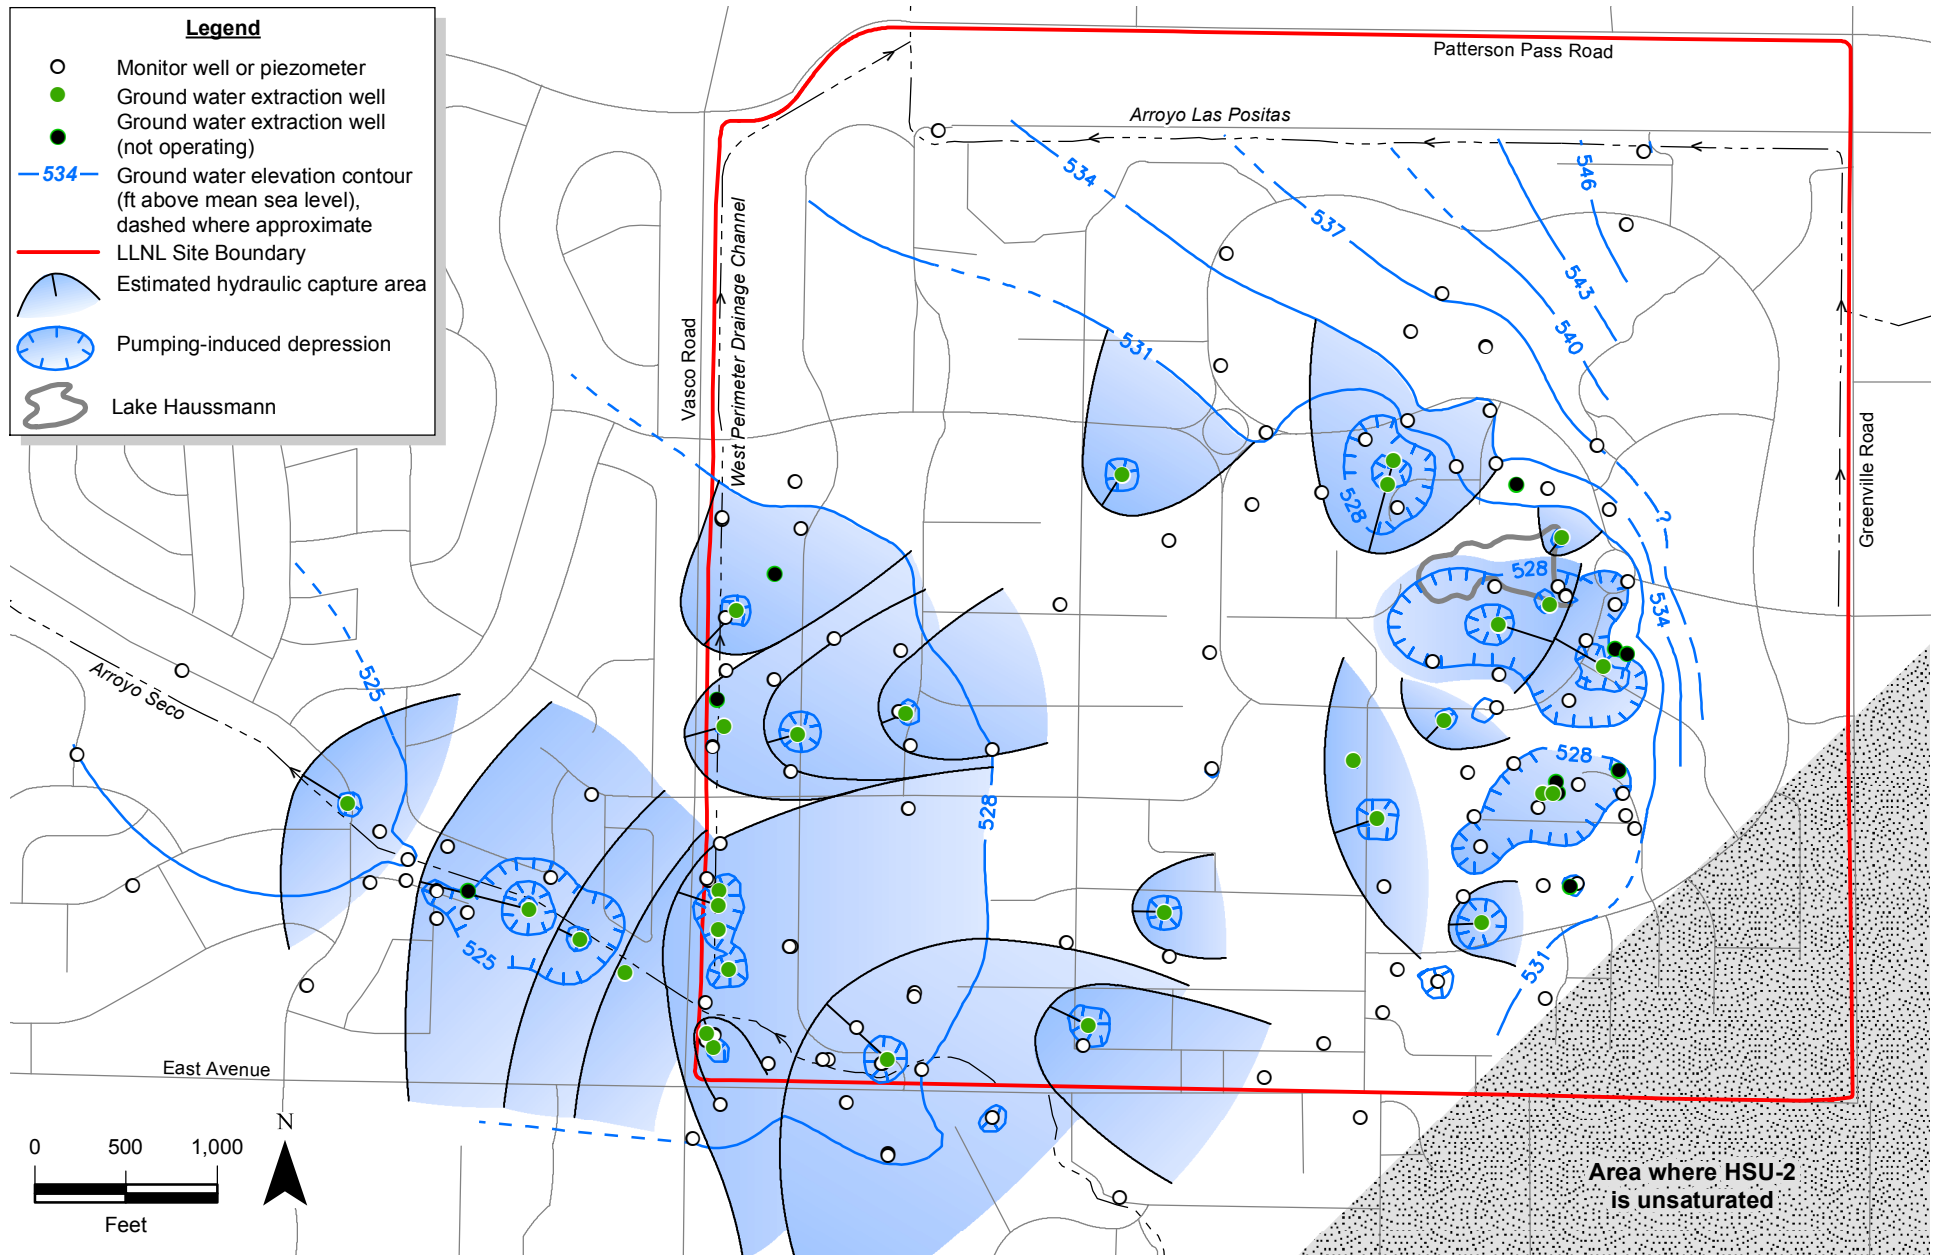 Legend
Monitor well or piezometer
Ground water extraction well
Ground water extraction well
(not operating)
534
Ground water elevation contour
(ft above mean sea level),
dashed where approximate
LLNL Site Boundary
Estimated hydraulic capture area
Pumping-induced depression
Lake Haussmann
Patterson Pass Road
Arroyo Las Positas
West Perimeter Drainage Channel
Vasco Road
Greenville Road
534
537
546
543
540
531
528
?
528
534
525
Arroyo Seco
528
528
525
531
East Avenue
0 500 1,000
Feet
N
Area where HSU-2
is unsaturated